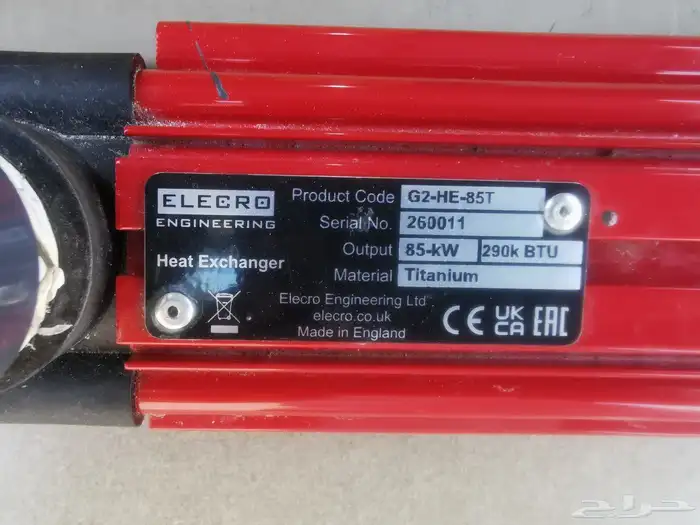 ELECRO
ENGINEERING
Heat Exchanger
Product Code G2-HE-85T
Serial No. 260011
Output 85-kW 290k BTU
Material Titanium
Elecro Engineering Ltd
elecro.co.uk
Made in England
CE UK CA EAC
حراج